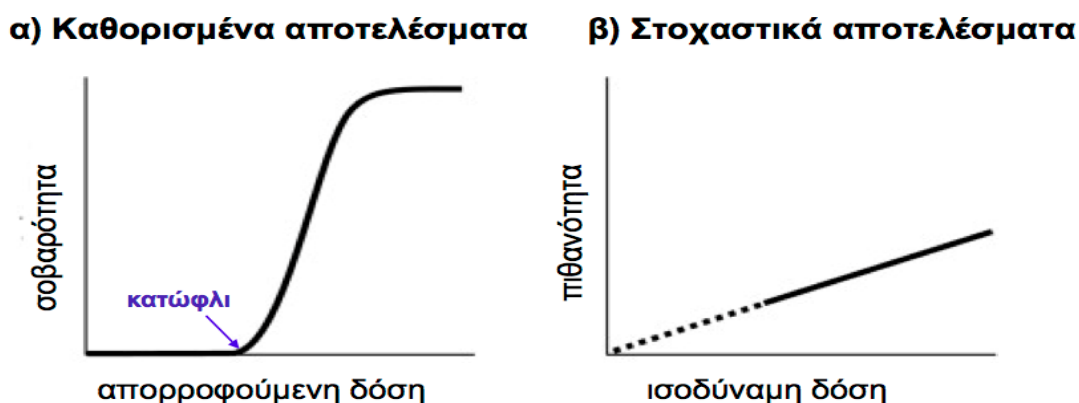 α) Καθορισμένα αποτελέσματα
β) Στοχαστικά αποτελέσματα
σοβαρότητα
κατώφλι
απορροφούμενη δόση
πιθανότητα
ισοδύναμη δόση